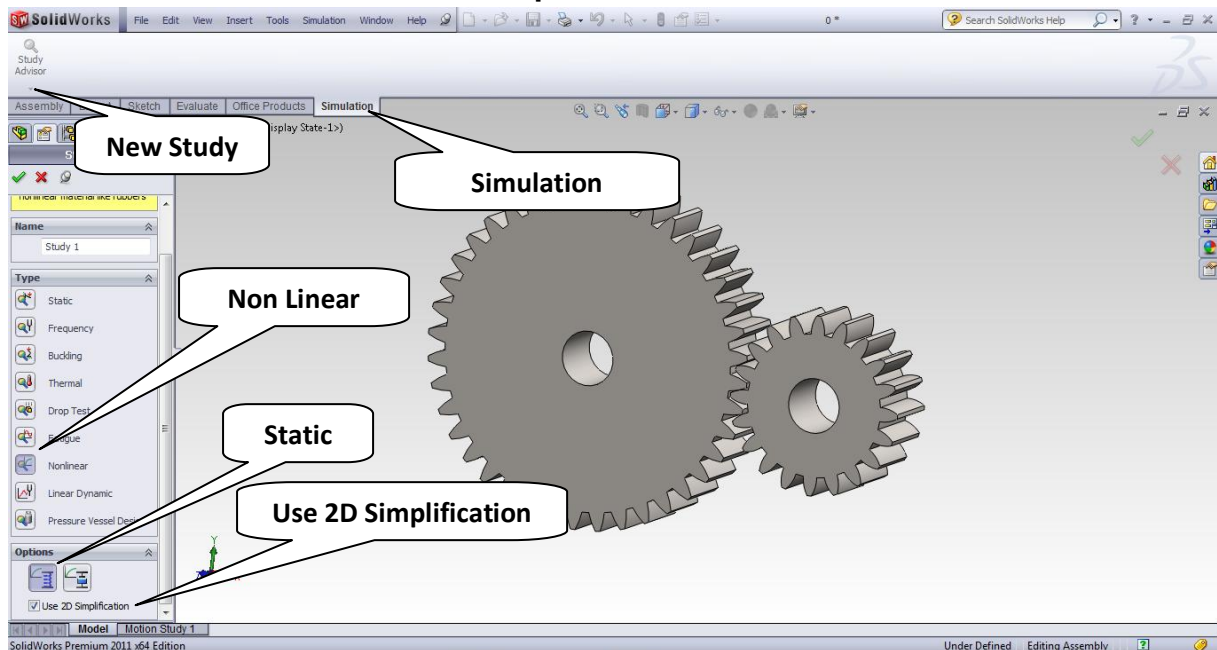 SolidWorks File Edit View Insert Tools Simulation Window Help 0 * Search SolidWorks Help
Study
Advisor
Assembly Sketch Evaluate Office Products Simulation
isplay State-1>)
New Study
Simulation
nonlinear material like rubbers
Name
Study 1
Type
Static
Non Linear
Frequency
Buckling
Thermal
Drop Test
Fatigue
Static
Nonlinear
Linear Dynamic
Use 2D Simplification
Pressure Vessel Desi
Options
Y
Use 2D Simplification
Model Motion Study 1
SolidWorks Premium 2011 x64 Edition Under Defined Editing Assembly